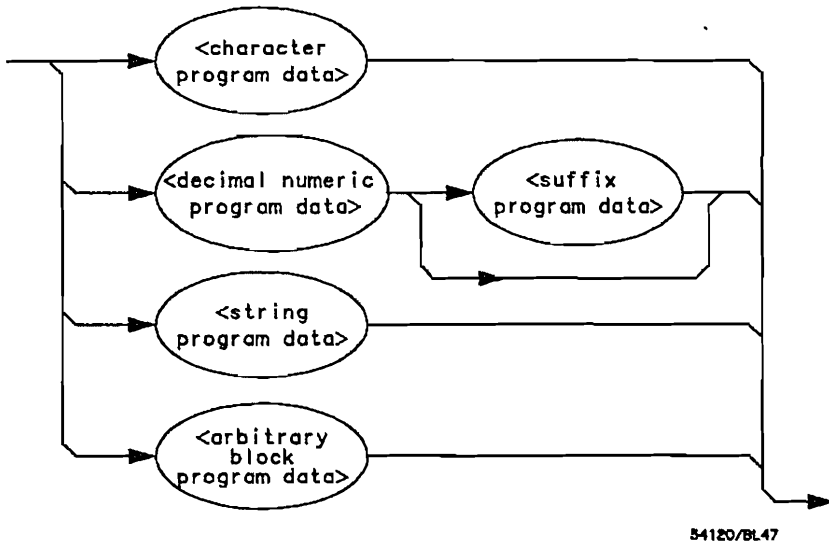 <character
program data>
<decimal numeric
program data>
<suffix
program data>
<string
program data>
<arbitrary
block
program data>
54120/BL47